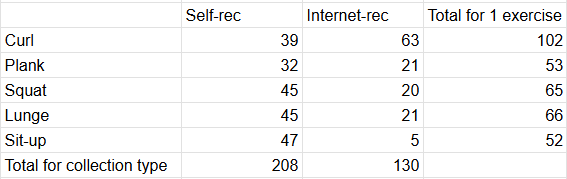 Self-rec Internet-rec Total for 1 exercise
Curl 39 63 102
Plank 32 21 53
Squat 45 20 65
Lunge 45 21 66
Sit-up 47 5 52
Total for collection type 208 130